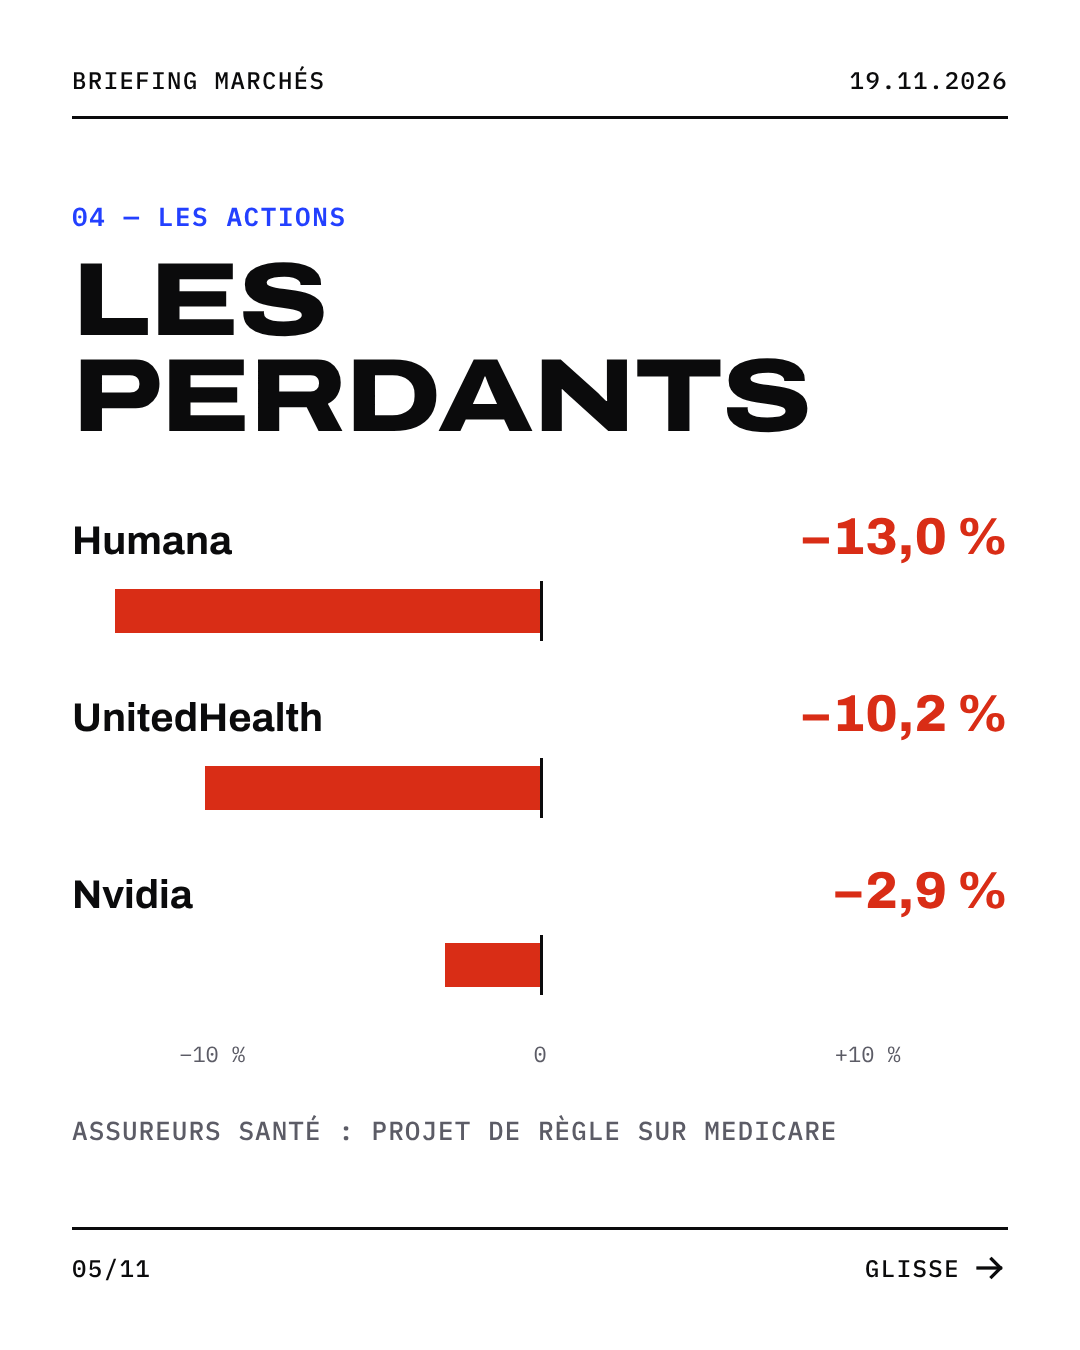 BRIEFING MARCHÉS
19.11.2026
04 — LES ACTIONS
LES
PERDANTS
Humana
−13,0 %
UnitedHealth
−10,2 %
Nvidia
−2,9 %
−10 %
0
+10 %
ASSUREURS SANTÉ : PROJET DE RÈGLE SUR MEDICARE
05/11
GLISSE →